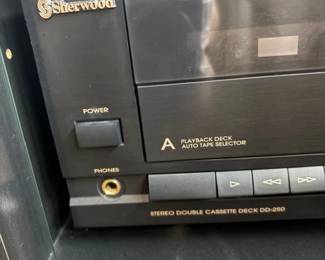 Sherwood
POWER
A PLAYBACK DECK
AUTO TAPE SELECTOR
PHONES
STEREO DOUBLE CASSETTE DECK DD-250